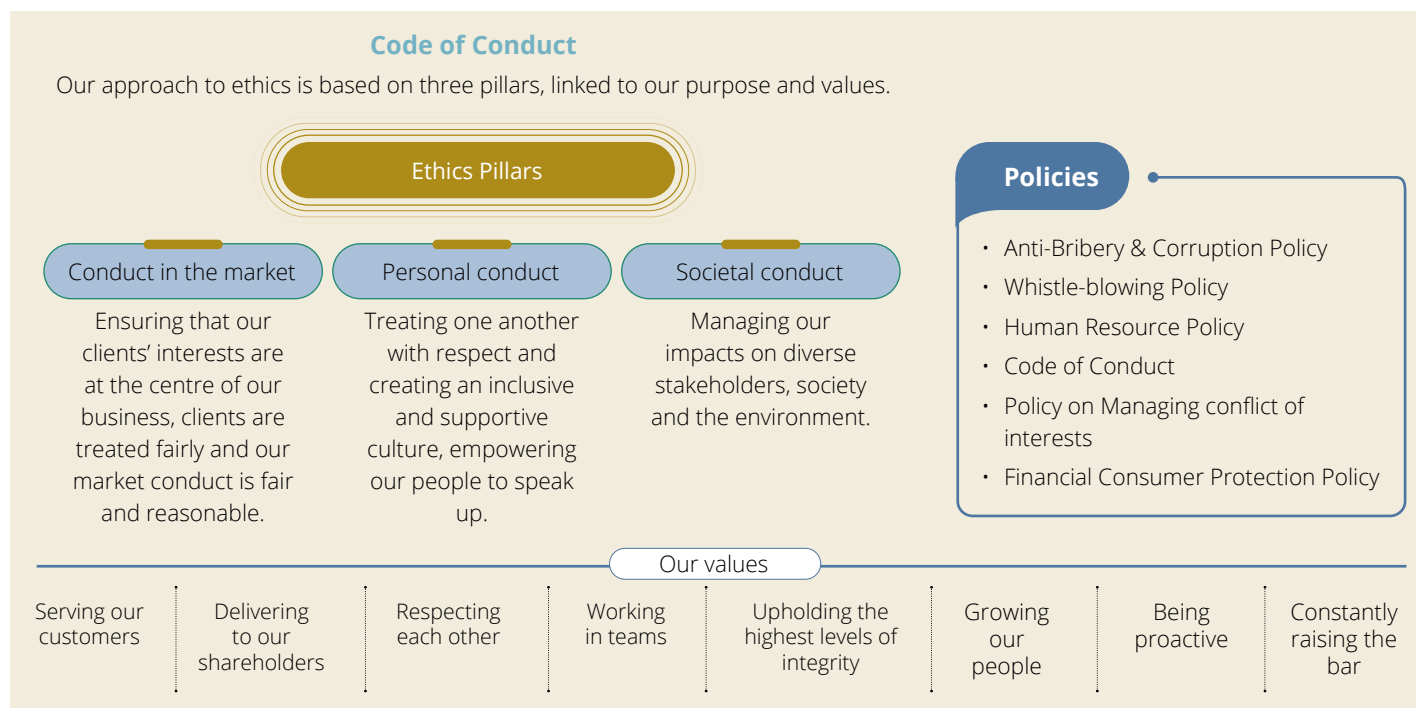 Code of Conduct
Our approach to ethics is based on three pillars, linked to our purpose and values.
Ethics Pillars
Conduct in the market
Ensuring that our
clients’ interests are
at the centre of our
business, clients are
treated fairly and our
market conduct is fair
and reasonable.
Personal conduct
Treating one another
with respect and
creating an inclusive
and supportive
culture, empowering
our people to speak
up.
Societal conduct
Managing our
impacts on diverse
stakeholders, society
and the environment.
Policies
• Anti-Bribery & Corruption Policy
• Whistle-blowing Policy
• Human Resource Policy
• Code of Conduct
• Policy on Managing conflict of
interests
• Financial Consumer Protection Policy
Our values
Serving our
customers
Delivering
to our
shareholders
Respecting
each other
Working
in teams
Upholding the
highest levels of
integrity
Growing
our
people
Being
proactive
Constantly
raising the
bar